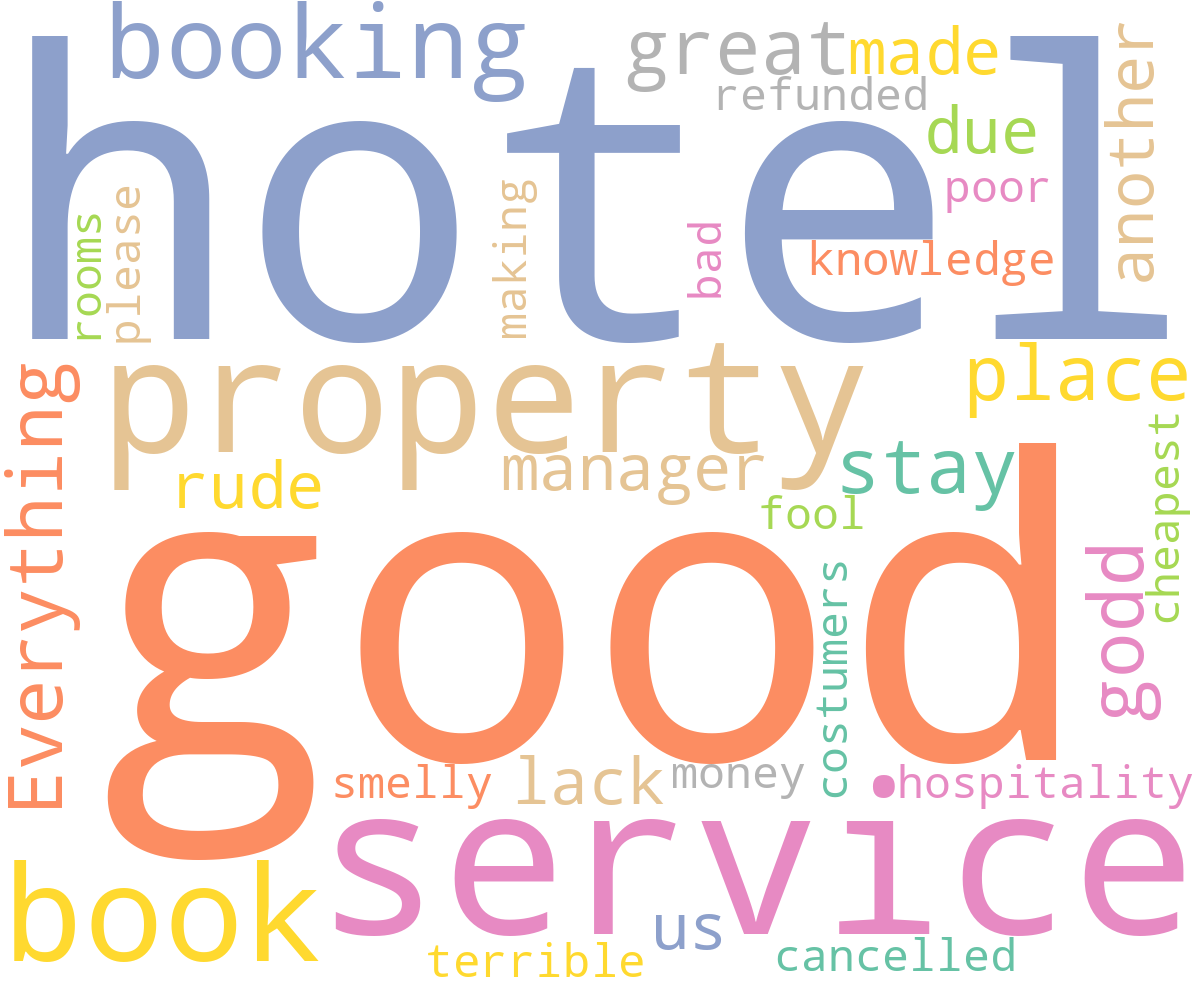 booking
great
made
refunded
due
another
hotel
poor
rooms
please
making
bad
knowledge
property
place
Everything
rude
manager
stay
fool
cheapest
good
costumers
godd
smelly
lack
money
hospitality
service
book
us
terrible
cancelled